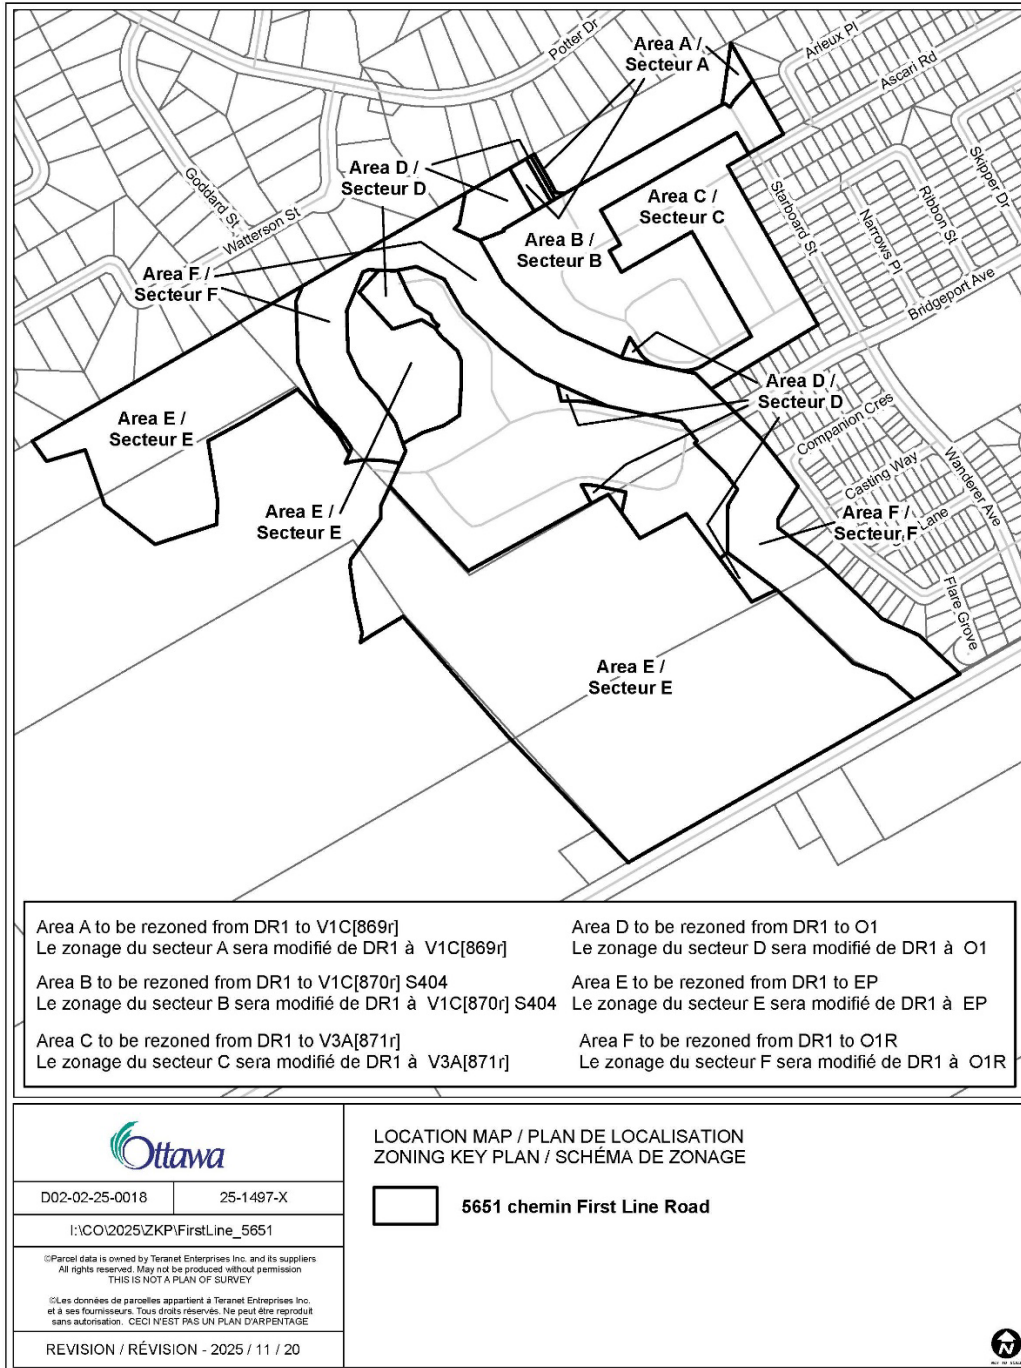 Potter Dr
Area A /
Secteur A
Arieux Pl
Ascari Rd
Goddard St
Watterson St
Area D /
Secteur D
Area C /
Secteur C
Skipper Dr
Starboard St
Ribbon St
Narrows Pl
Area B /
Secteur B
Area F /
Secteur F
Bridgeport Ave
Area D /
Secteur D
Area E /
Secteur E
Companion Cres
Casting Way
Wanderer Ave
Area E /
Secteur E
Area F /
Secteur F
Lane
Flare Grove
Area E /
Secteur E
Area A to be rezoned from DR1 to V1C[869r]
Le zonage du secteur A sera modifié de DR1 à V1C[869r]
Area B to be rezoned from DR1 to V1C[870r] S404
Le zonage du secteur B sera modifié de DR1 à V1C[870r] S404
Area C to be rezoned from DR1 to V3A[871r]
Le zonage du secteur C sera modifié de DR1 à V3A[871r]
Area D to be rezoned from DR1 to O1
Le zonage du secteur D sera modifié de DR1 à O1
Area E to be rezoned from DR1 to EP
Le zonage du secteur E sera modifié de DR1 à EP
Area F to be rezoned from DR1 to O1R
Le zonage du secteur F sera modifié de DR1 à O1R
Ottawa
D02-02-25-0018
25-1497-X
I:\CO\2025\ZKP\FirstLine_5651
©Parcel data is owned by Teranet Enterprises Inc. and its suppliers
All rights reserved. May not be produced without permission
THIS IS NOT A PLAN OF SURVEY
©Les données de parcelles appartient à Teranet Entreprises Inc.
et à ses fournisseurs. Tous droits réservés. Ne peut être reproduit
sans autorisation. CECI N'EST PAS UN PLAN D'ARPENTAGE
REVISION / RÉVISION - 2025 / 11 / 20
LOCATION MAP / PLAN DE LOCALISATION
ZONING KEY PLAN / SCHÉMA DE ZONAGE
5651 chemin First Line Road
N